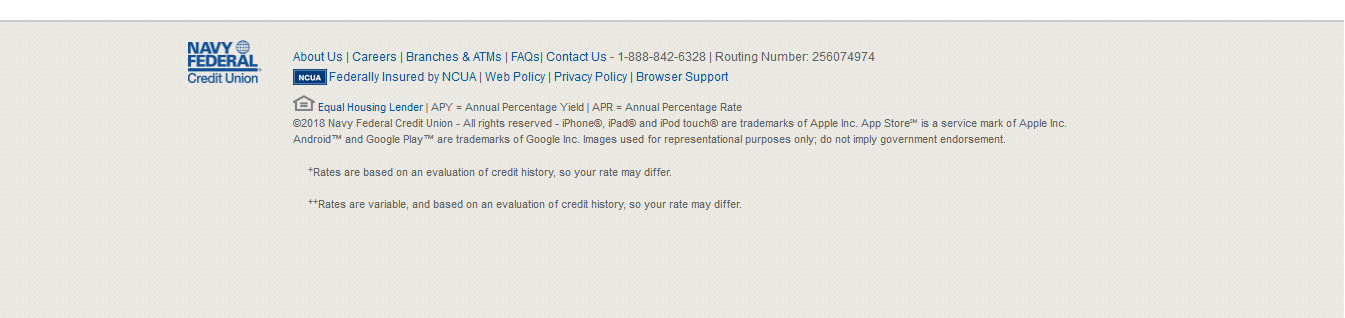 NAVY
FEDERAL
Credit Union
About Us | Careers | Branches & ATMs | FAQs| Contact Us - 1-888-842-6328 | Routing Number: 256074974
NCUA Federally Insured by NCUA | Web Policy | Privacy Policy | Browser Support
Equal Housing Lender | APY = Annual Percentage Yield | APR = Annual Percentage Rate
©2018 Navy Federal Credit Union - All rights reserved - iPhone®, iPad® and iPod touch® are trademarks of Apple Inc. App Store℠ is a service mark of Apple Inc.
Android™ and Google Play™ are trademarks of Google Inc. Images used for representational purposes only; do not imply government endorsement.
+Rates are based on an evaluation of credit history, so your rate may differ.
++Rates are variable, and based on an evaluation of credit history, so your rate may differ.